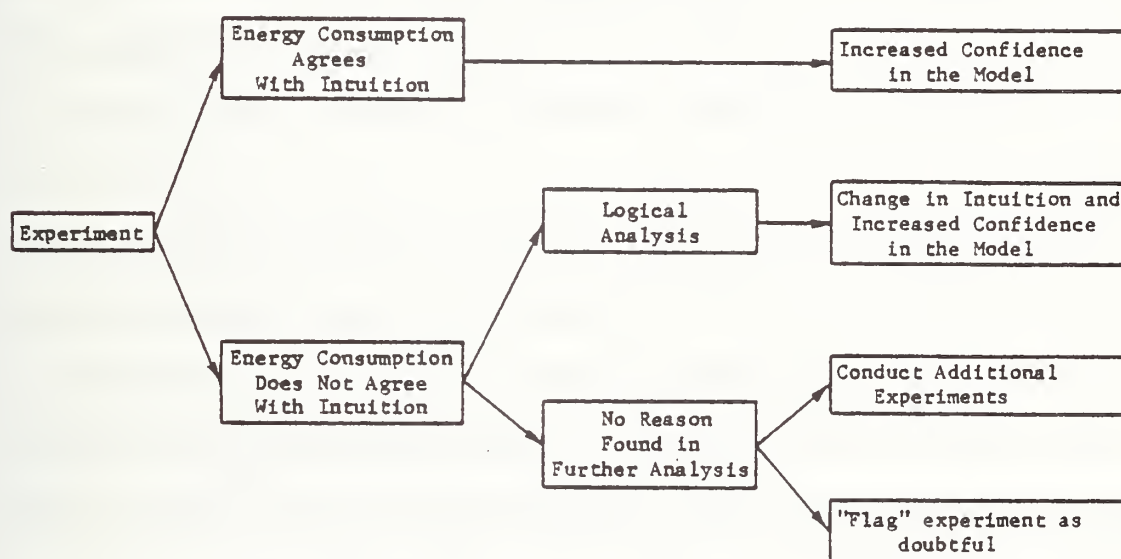 Energy Consumption
Agrees
With Intuition
Increased Confidence
in the Model
Experiment
Logical
Analysis
Change in Intuition and
Increased Confidence
in the Model
Energy Consumption
Does Not Agree
With Intuition
No Reason
Found in
Further Analysis
Conduct Additional
Experiments
"Flag" experiment as
doubtful